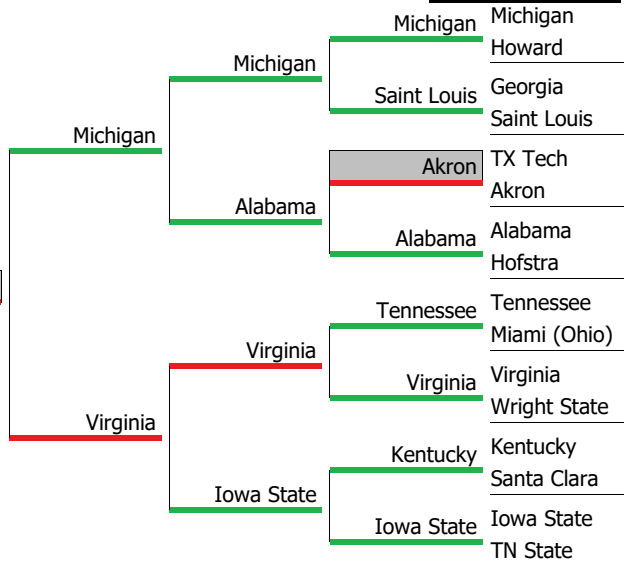 Michigan
Howard
Georgia
Saint Louis
TX Tech
Akron
Alabama
Hofstra
Tennessee
Miami (Ohio)
Virginia
Wright State
Kentucky
Santa Clara
Iowa State
TN State
Michigan
Saint Louis
Akron
Alabama
Tennessee
Virginia
Kentucky
Iowa State
Michigan
Alabama
Virginia
Iowa State
Michigan
Virginia